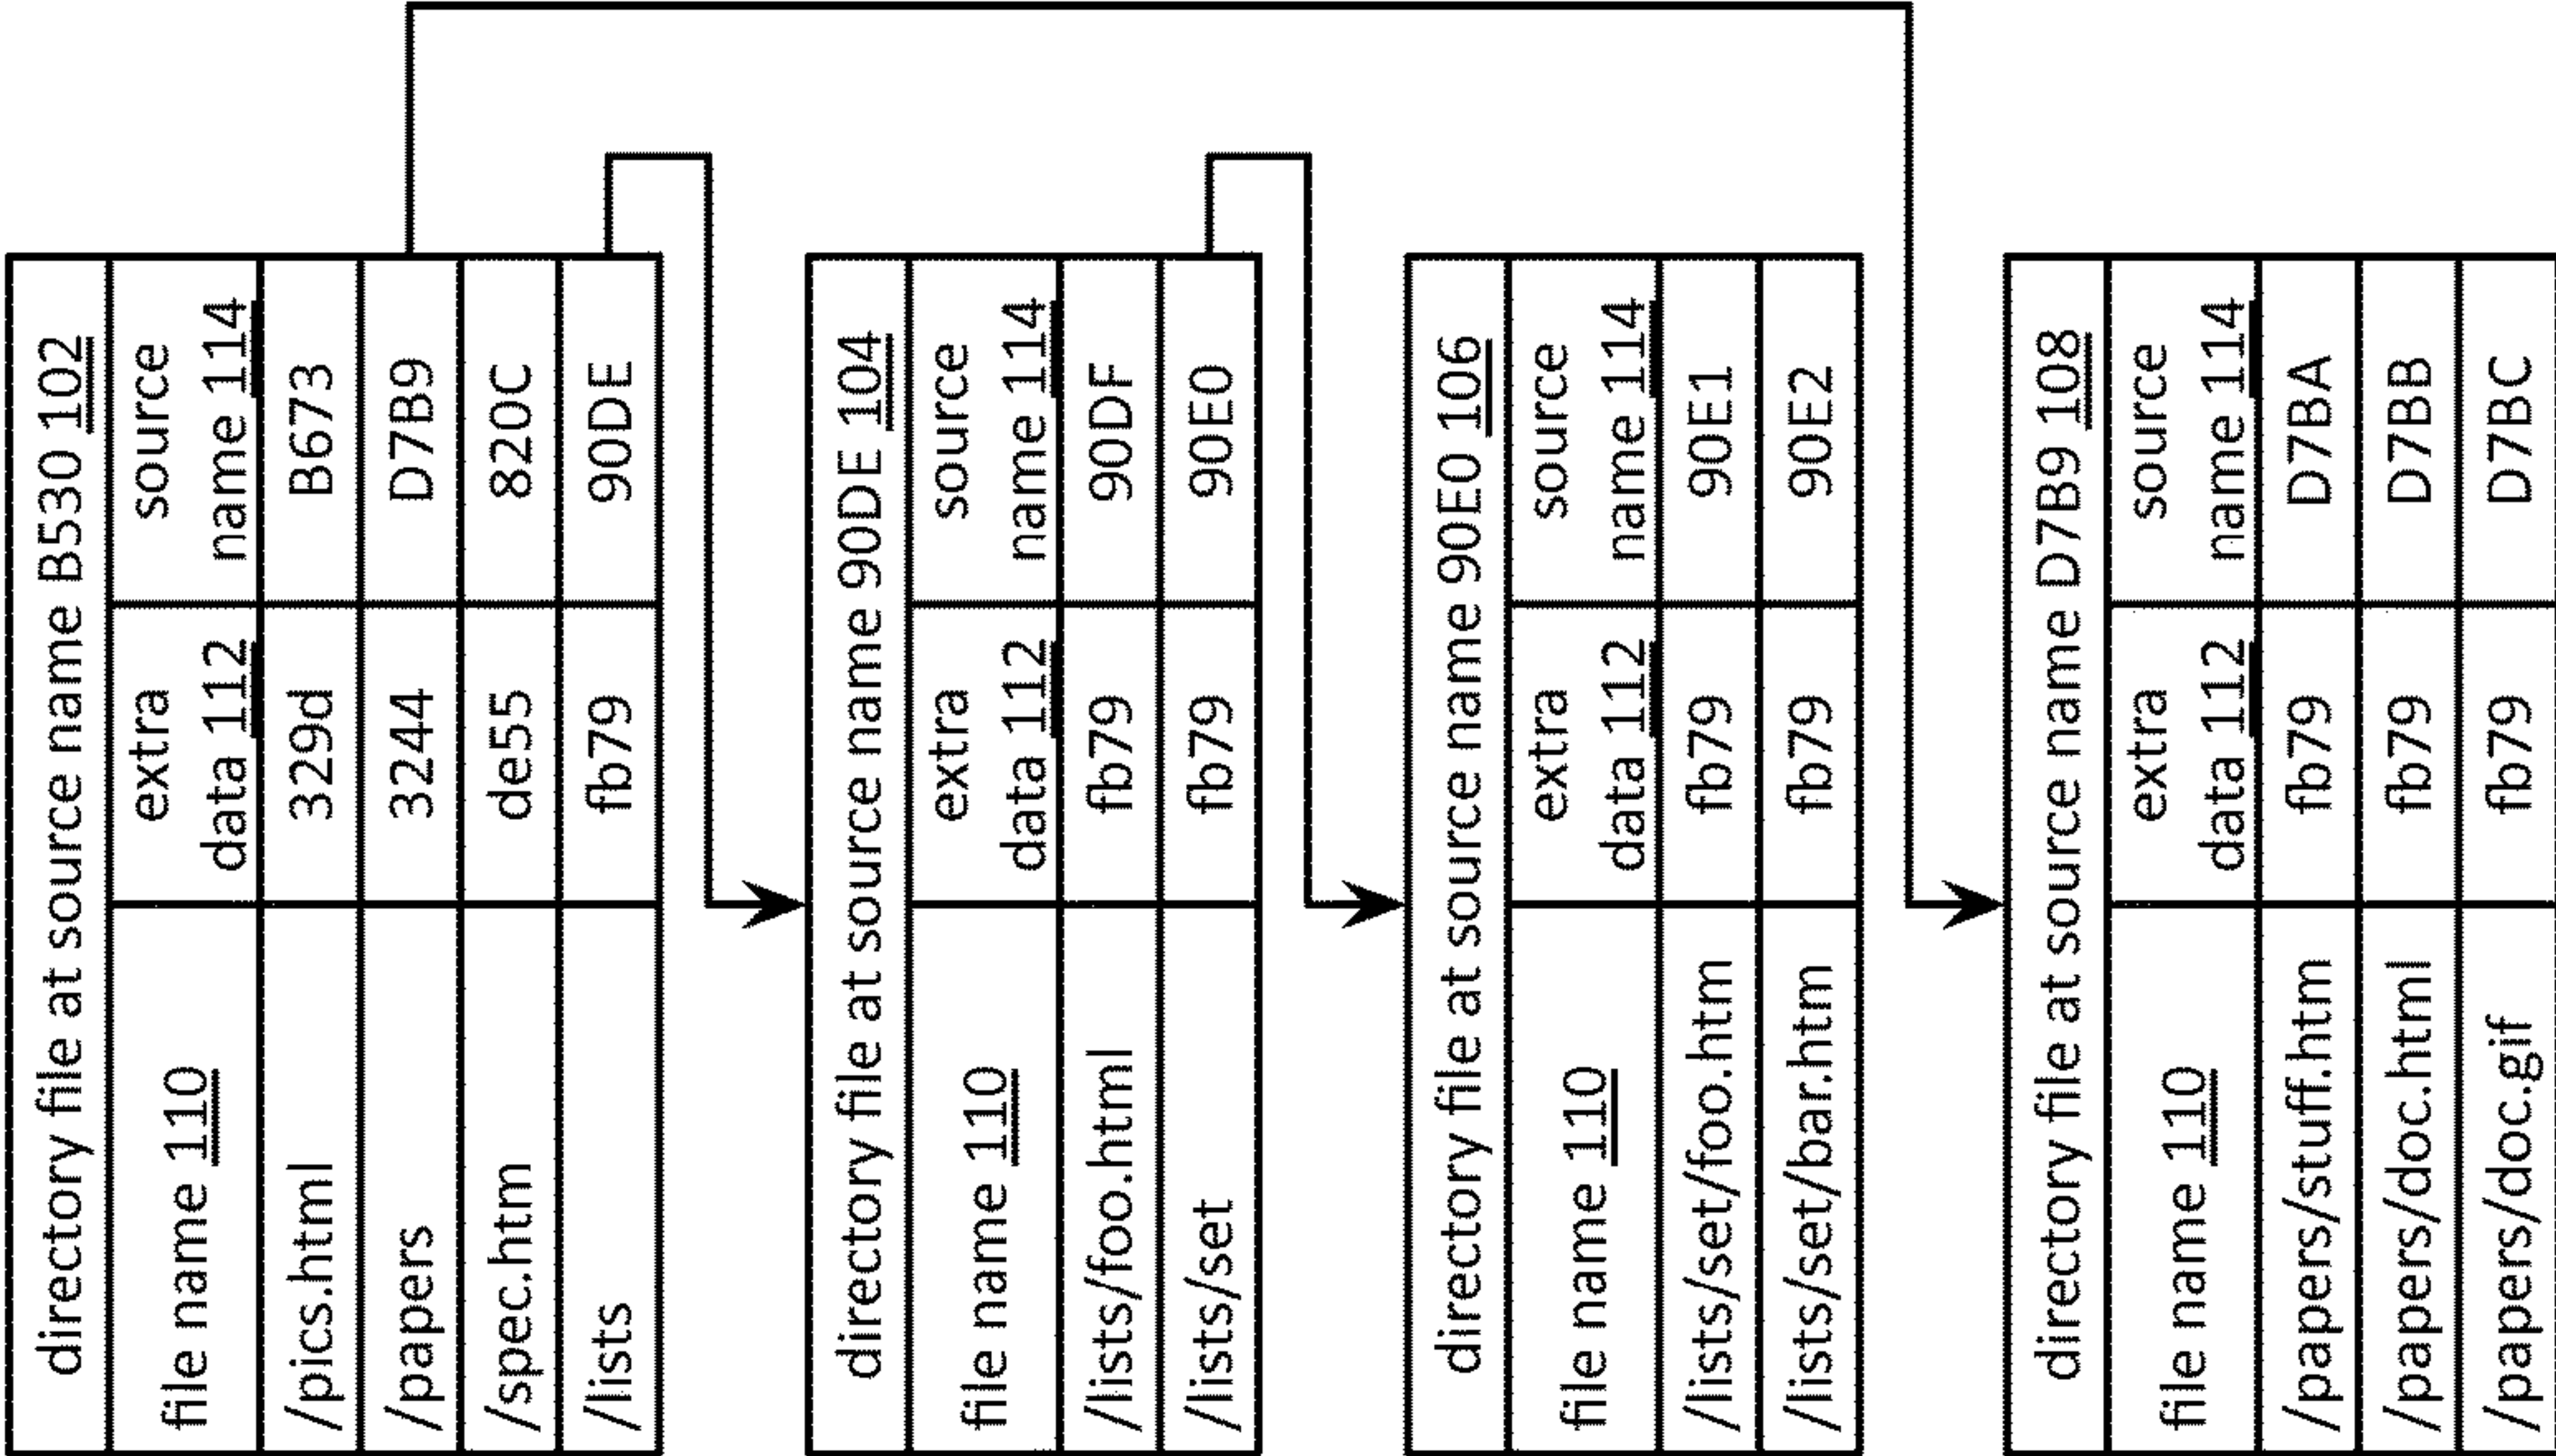 directory file at source name B530 102
file name 110 extra data 112 source name 114
/pics.html 329d B673
/papers 3244 D7B9
/spec.htm de55 820C
/lists fb79 90DE
directory file at source name 90DE 104
file name 110 extra data 112 source name 114
/lists/foo.html fb79 90DF
/lists/set fb79 90E0
directory file at source name 90E0 106
file name 110 extra data 112 source name 114
/lists/set/foo.htm fb79 90E1
/lists/set/bar.htm fb79 90E2
directory file at source name D7B9 108
file name 110 extra data 112 source name 114
/papers/stuff.htm fb79 D7BA
/papers/doc.html fb79 D7BB
/papers/doc.gif fb79 D7BC